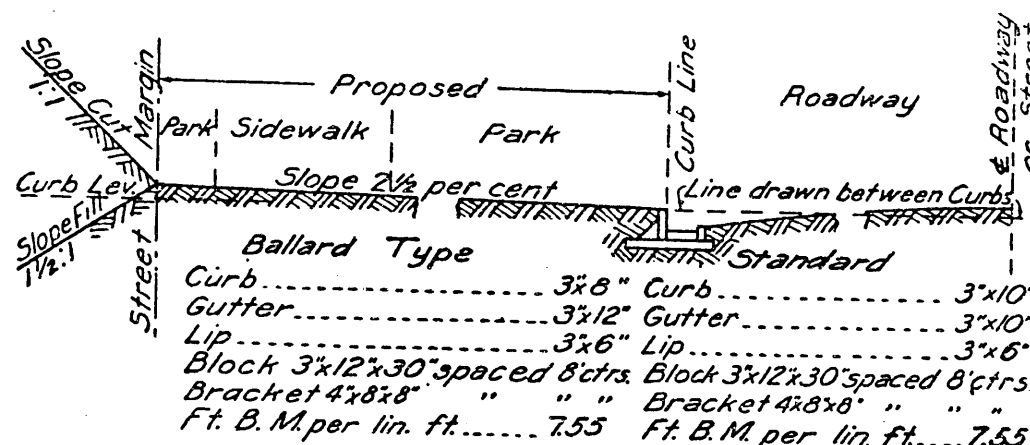 Slope Cut
1:1
Margin
Street
Proposed
Park
Sidewalk
Park
Curb Line
Roadway
℄ Roadway
Street
Curb Lev.
Slope 2½ per cent
Line drawn between Curbs
Slope Fill
1½:1
Ballard Type
Curb 3"x8"
Gutter 3"x12"
Lip 3"x6"
Block 3"x12"x30" spaced 8'ctrs.
Bracket 4"x8"x8" " " "
Ft. B.M. per lin. ft. 7.55
Standard
Curb 3"x10"
Gutter 3"x10"
Lip 3"x6"
Block 3"x12"x30" spaced 8'ctrs.
Bracket 4"x8"x8" " " "
Ft. B.M. per lin. ft. 7.55